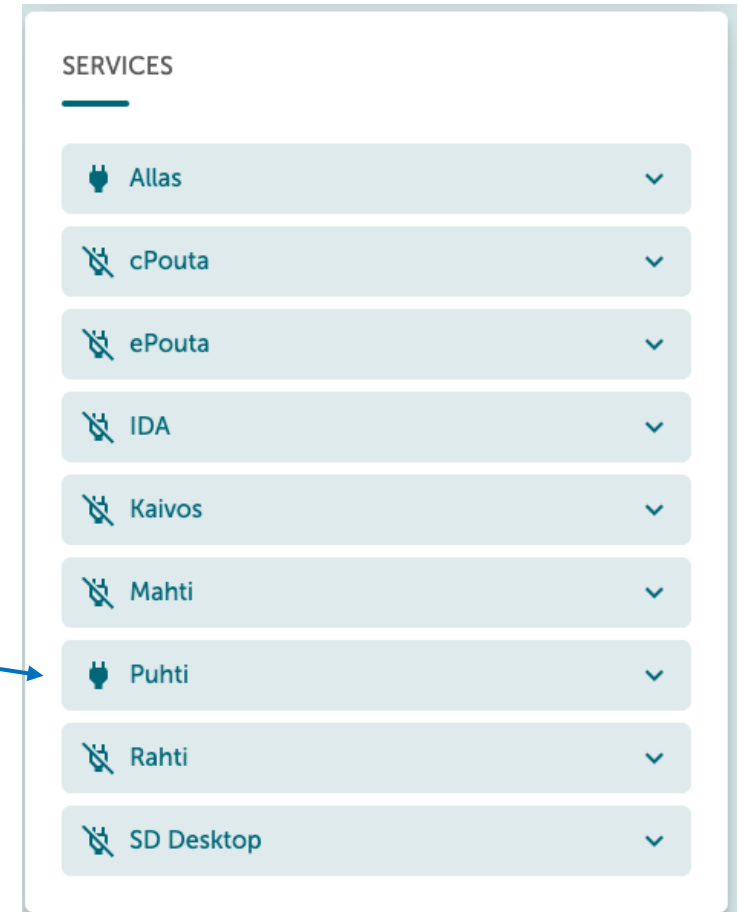 SERVICES
Allas
cPouta
ePouta
IDA
Kaivos
Mahti
Puhti
Rahti
SD Desktop